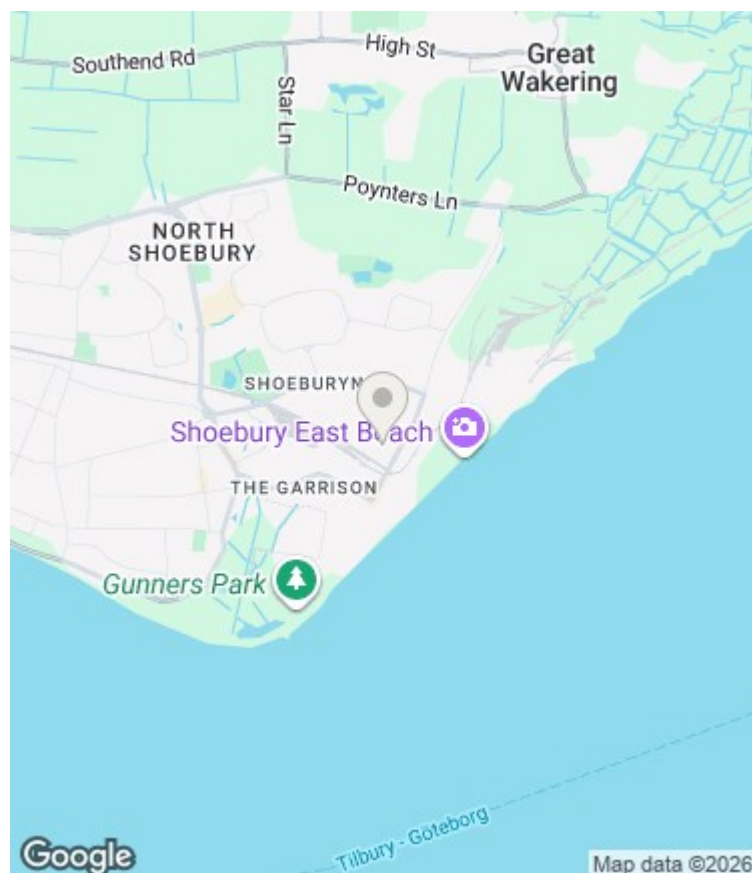 High St
Southend Rd
Great
Wakering
Star Ln
Poynters Ln
NORTH
SHOEBURY
SHOEBURYN
Shoebury East Beach
THE GARRISON
Gunners Park
Tilbury - Göteborg
Google
Map data ©2026